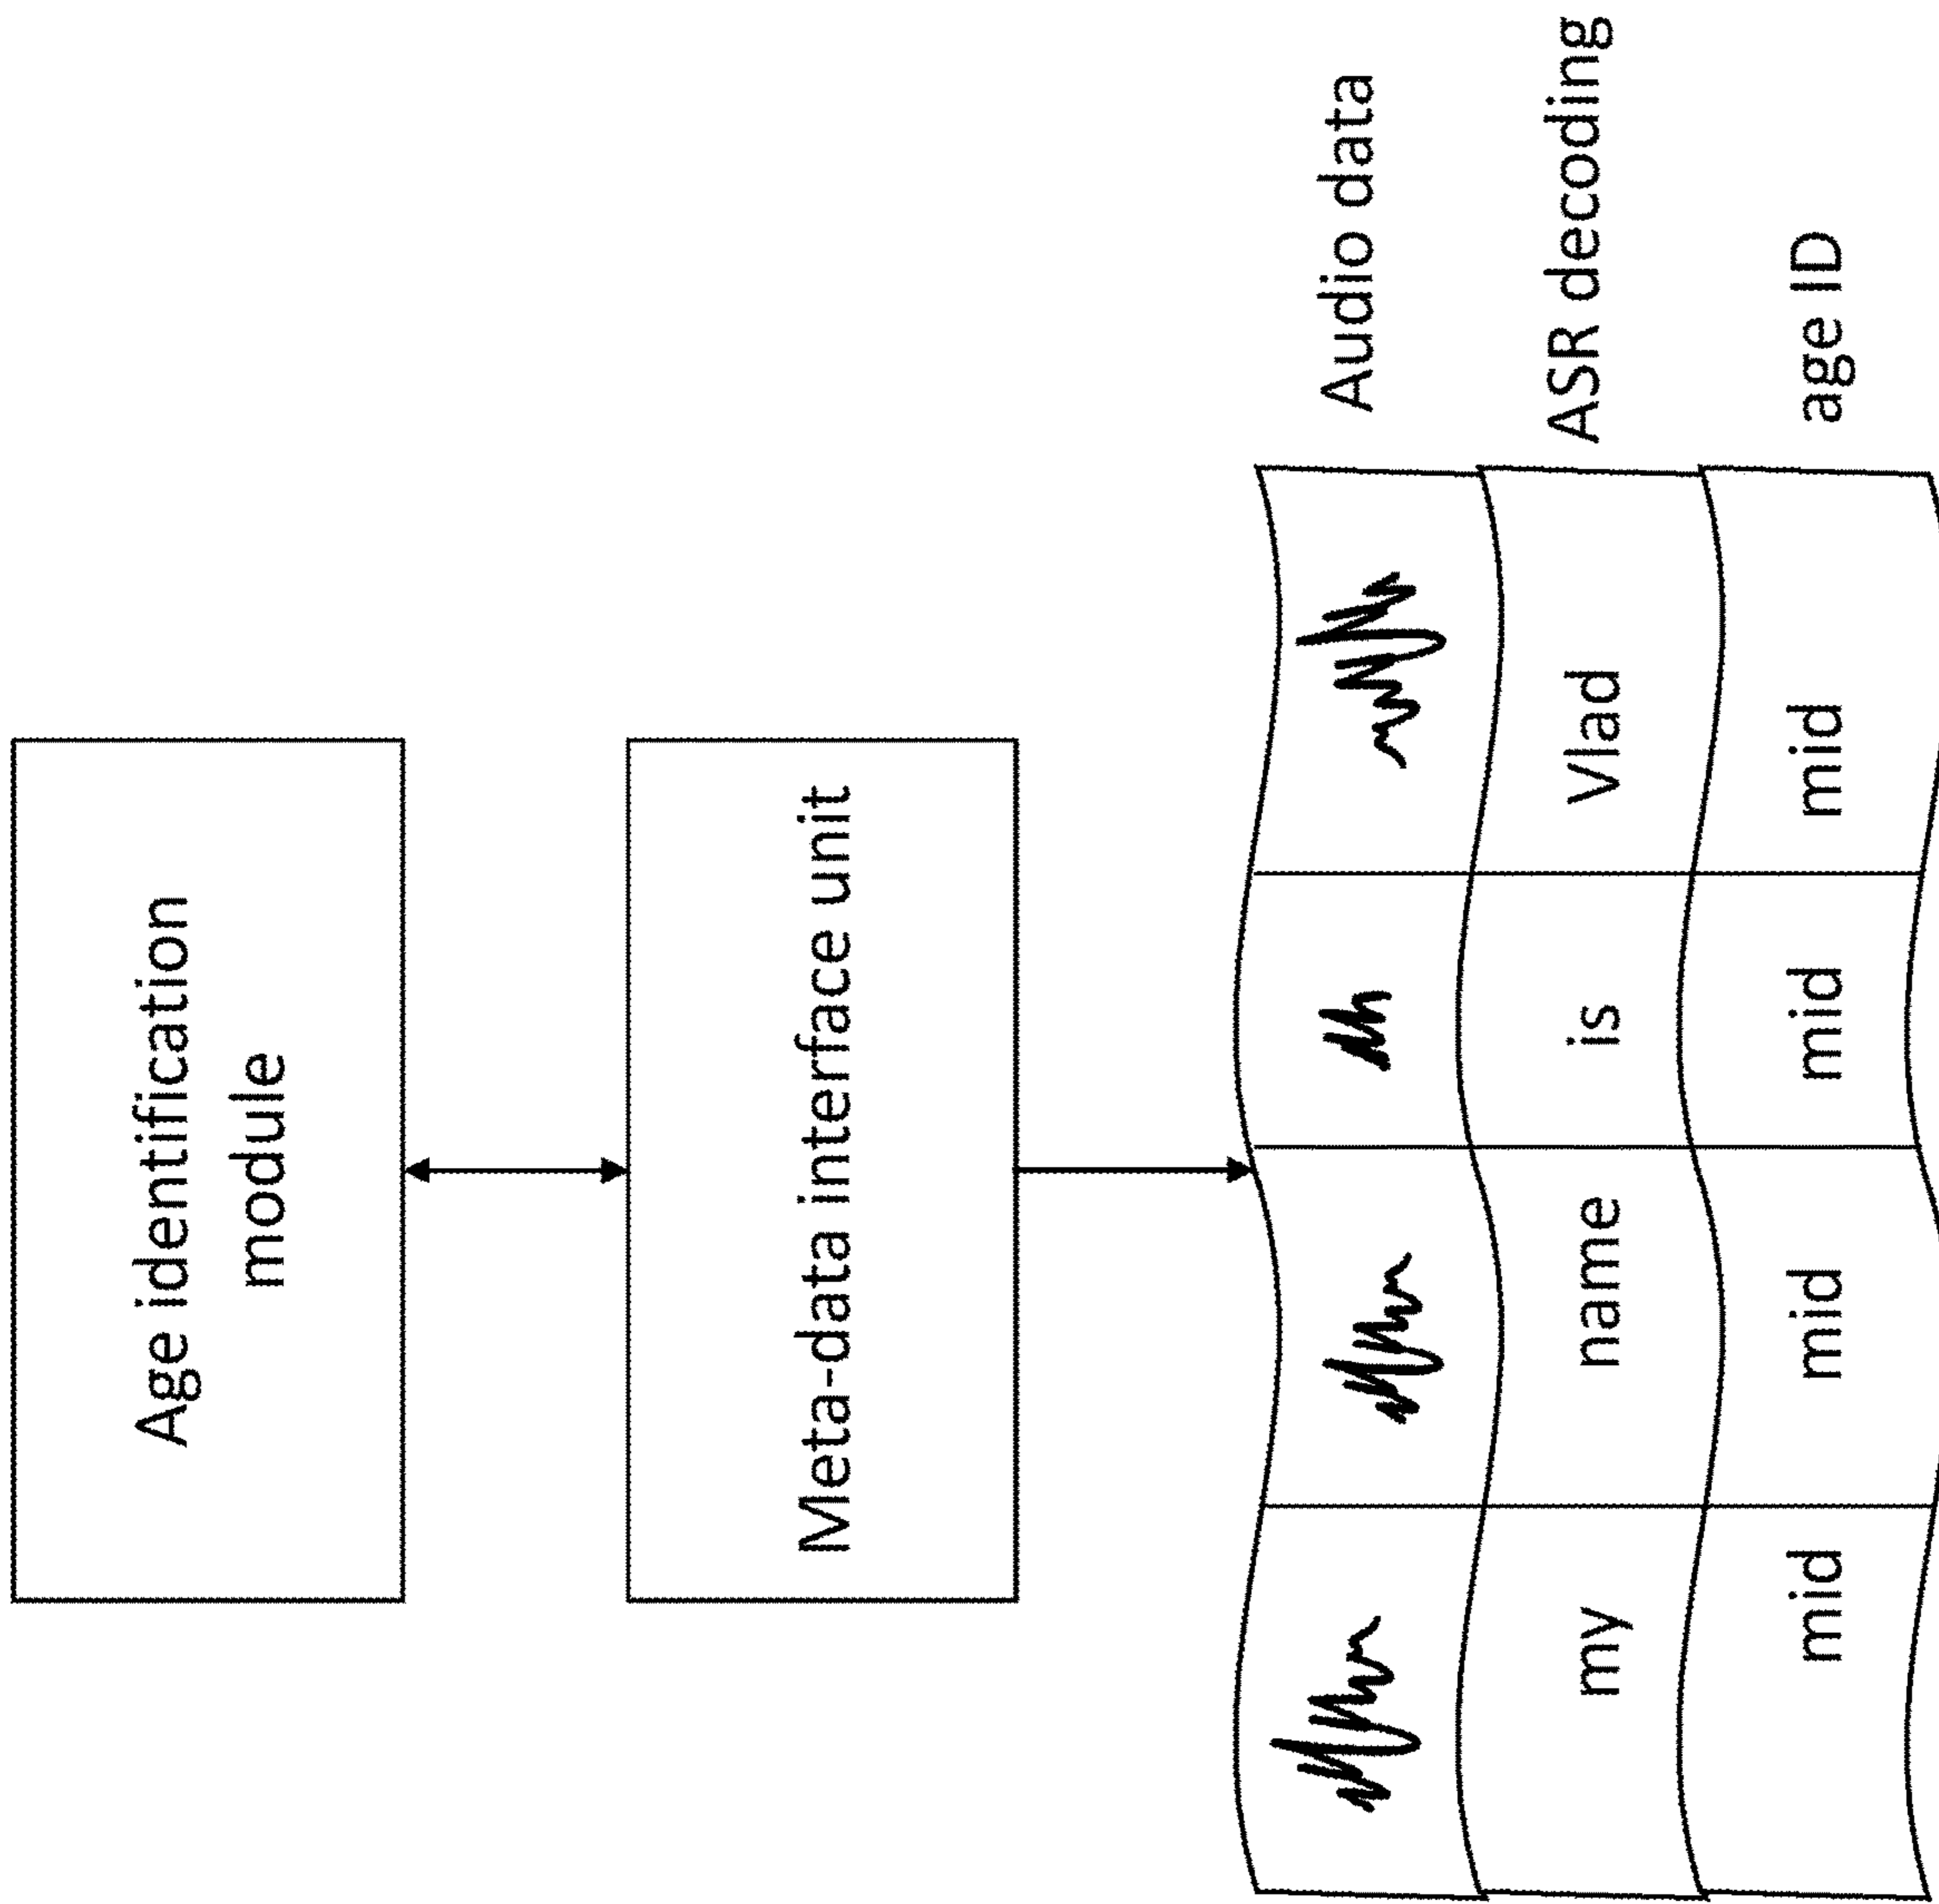 Age identification
module
Meta-data interface unit
Audio data
my name is Vlad ASR decoding
mid mid mid mid age ID